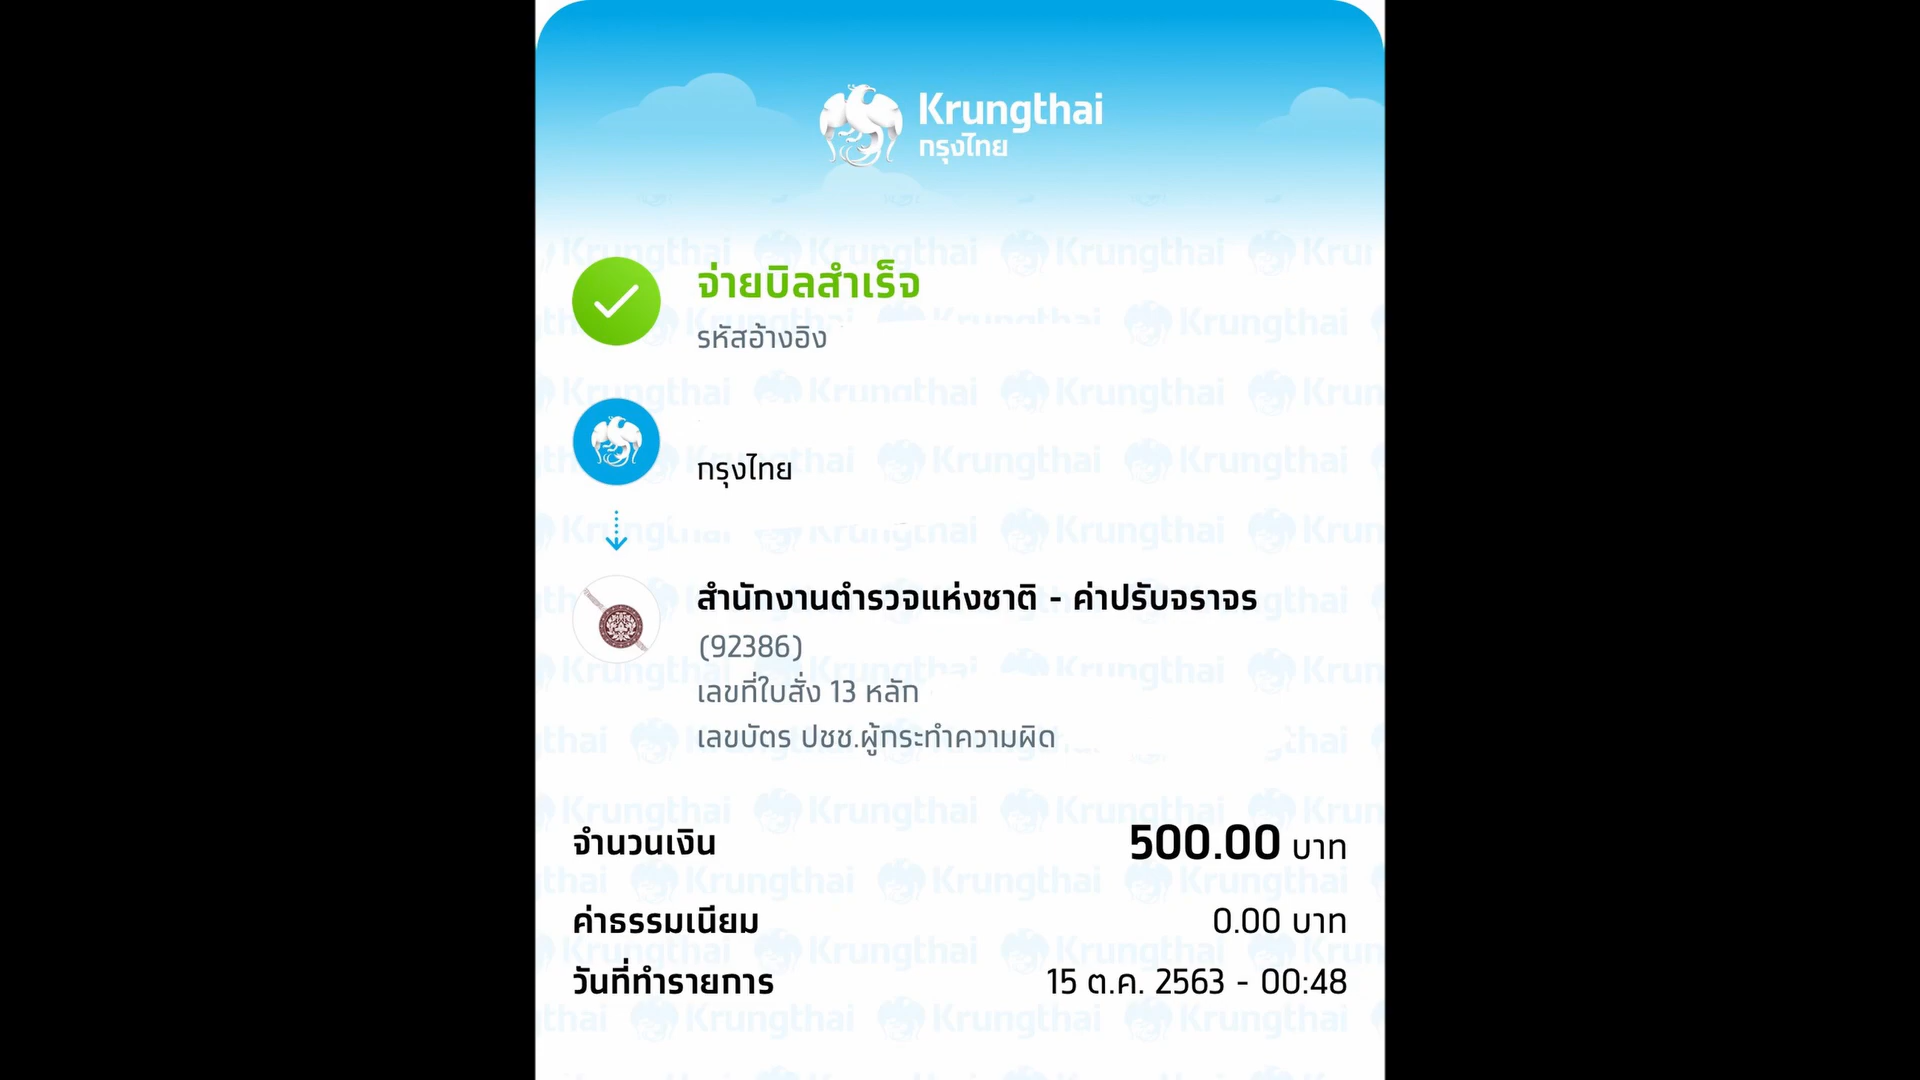 Krungthai
กรุงไทย
จ่ายบิลสำเร็จ
รหัสอ้างอิง
กรุงไทย
สำนักงานตำรวจแห่งชาติ - ค่าปรับจราจร
(92386)
เลขที่ใบสั่ง 13 หลัก
เลขบัตร ปชช.ผู้กระทำความผิด
จำนวนเงิน 500.00 บาท
ค่าธรรมเนียม 0.00 บาท
วันที่ทำรายการ 15 ต.ค. 2563 - 00:48